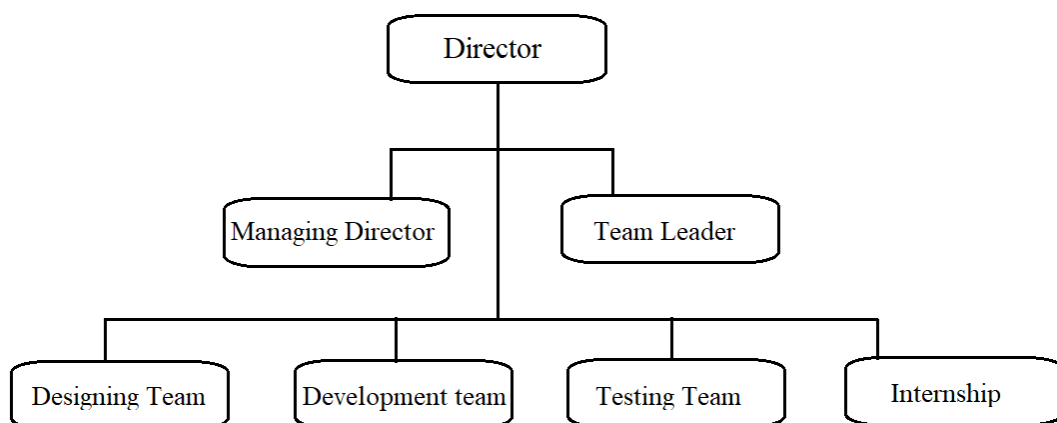 Director
Managing Director
Team Leader
Designing Team
Development team
Testing Team
Internship